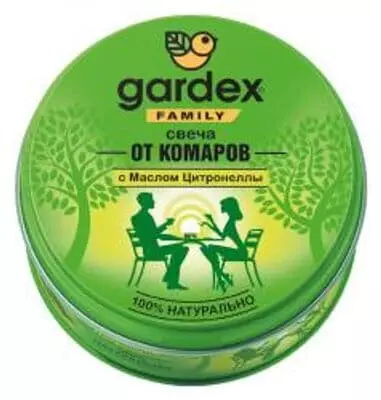 gardex
FAMILY
свеча
ОТ КОМАРОВ
с Маслом Цитронеллы
100% НАТУРАЛЬНО